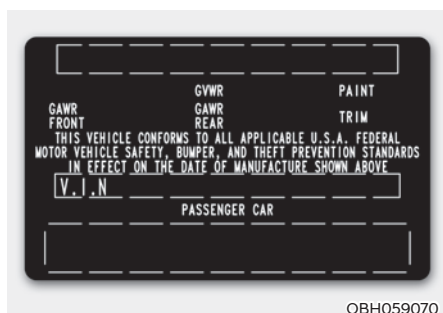 GVWR PAINT
GAWR FRONT GAWR REAR TRIM
THIS VEHICLE CONFORMS TO ALL APPLICABLE U.S.A. FEDERAL
MOTOR VEHICLE SAFETY, BUMPER, AND THEFT PREVENTION STANDARDS
IN EFFECT ON THE DATE OF MANUFACTURE SHOWN ABOVE
V.I.N
PASSENGER CAR
OBH059070